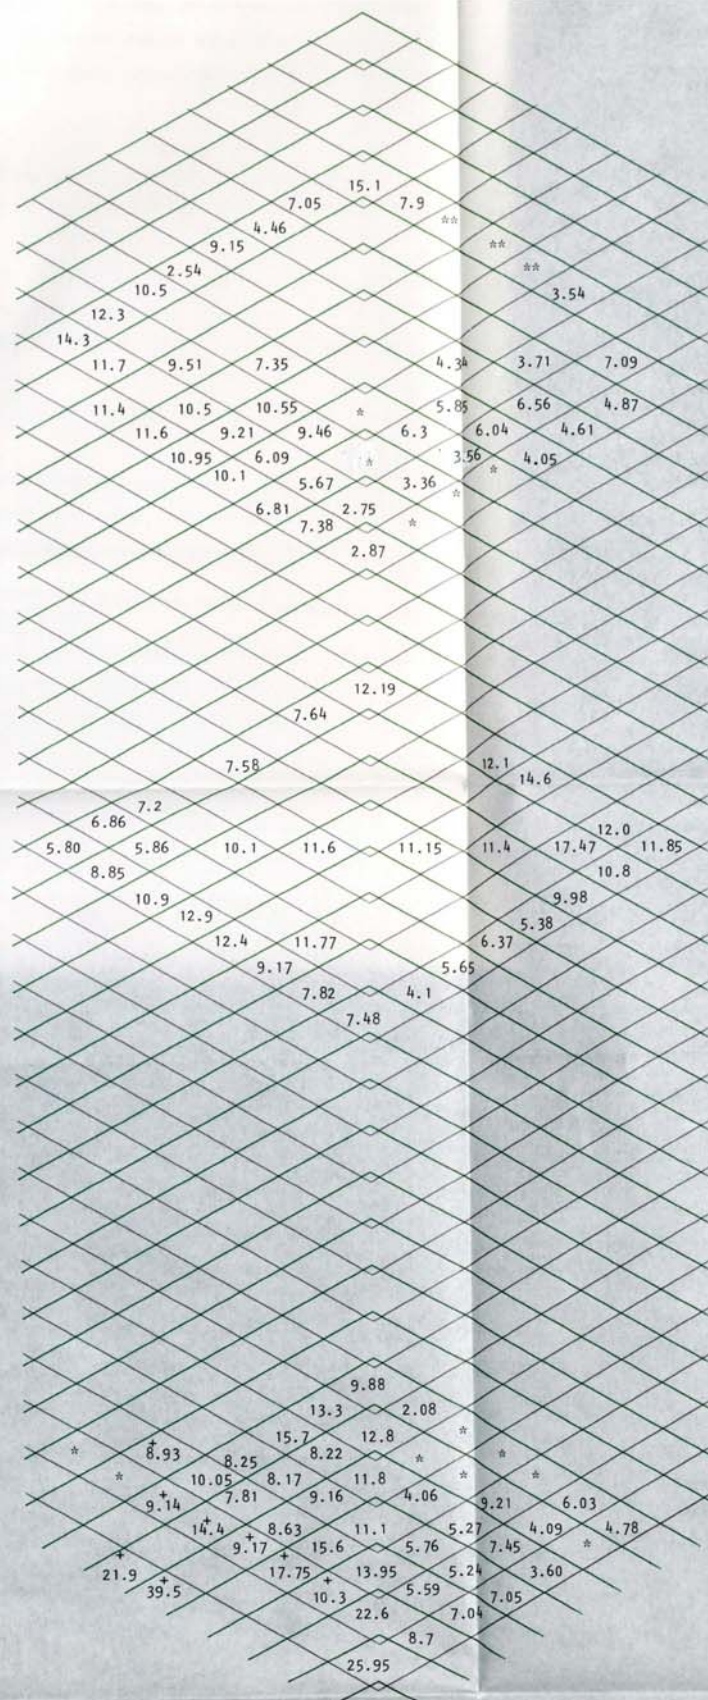 15.1
7.05 7.9
4.46 **
9.15 **
2.54 **
10.5 3.54
12.3
14.3
11.7 9.51 7.35 4.34 3.71 7.09
11.4 10.5 10.55 * 5.85 6.56 4.87
11.6 9.21 9.46 6.3 6.04 4.61
10.95 6.09 * 3.56 * 4.05
10.1 5.67 3.36 *
6.81 2.75
7.38 *
2.87
12.19
7.64
7.58 12.1
14.6
7.2
6.86 12.0
5.80 5.86 10.1 11.6 11.15 11.4 17.47 11.85
8.85 10.8
10.9 9.98
12.9 5.38
12.4 11.77 6.37
9.17 5.65
7.82 4.1
7.48
9.88
13.3 2.08
15.7 12.8 *
* +8.93 8.25 8.22 * *
* 10.05 8.17 11.8 * *
+9.14 7.81 9.16 4.06 9.21 6.03
+14.4 8.63 11.1 5.27 4.09 4.78
+9.17 15.6 5.76 7.45 *
+21.9 +17.75 13.95 5.24 3.60
+39.5 +10.3 5.59 7.05
22.6 7.04
8.7
25.95